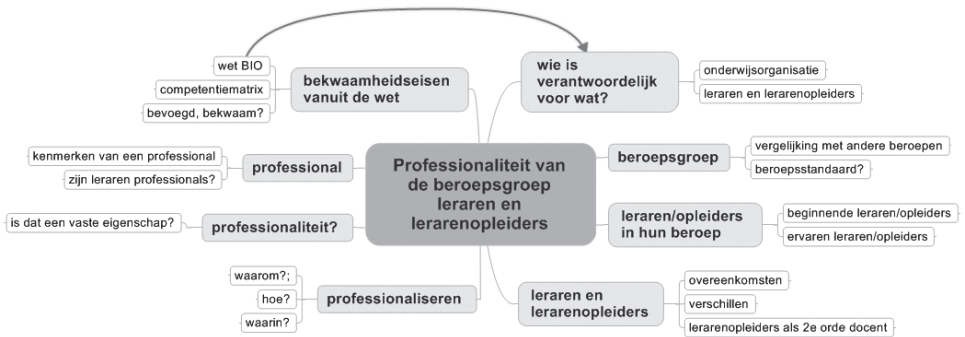 wet BIO
competentiematrix
bevoegd, bekwaam?
bekwaamheidseisen
vanuit de wet
kenmerken van een professional
zijn leraren professionals?
professional
is dat een vaste eigenschap?
professionaliteit?
waarom?;
hoe?
waarin?
professionaliseren
Professionaliteit van
de beroepsgroep
leraren en
lerarenopleiders
wie is
verantwoordelijk
voor wat?
onderwijsorganisatie
leraren en lerarenopleiders
beroepsgroep
vergelijking met andere beroepen
beroepsstandaard?
leraren/opleiders
in hun beroep
beginnende leraren/opleiders
ervaren leraren/opleiders
leraren en
lerarenopleiders
overeenkomsten
verschillen
lerarenopleiders als 2e orde docent